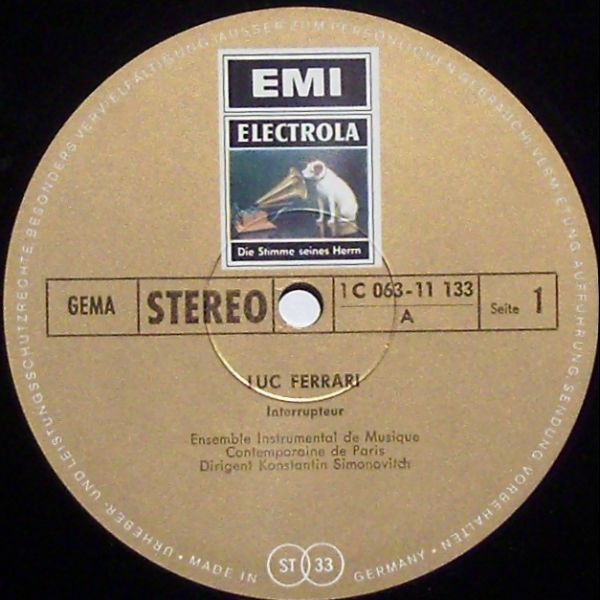 EMI
ELECTROLA
Die Stimme seines Herrn
GEMA
STEREO
1 C 063-11 133
A
Seite 1
LUC FERRARI
Interrupteur
Ensemble Instrumental de Musique
Contemporaine de Paris
Dirigent Konstantin Simonovitch
URHEBER- UND LEISTUNGSSCHUTZRECHTE BESONDERS VERVIELFÄLTIGUNG (AUSSER ZUM PERSÖNLICHEN GEBRAUCH) VERMIETUNG AUFFÜHRUNG SENDUNG VORBEHALTEN
• MADE IN
ST 33
GERMANY •